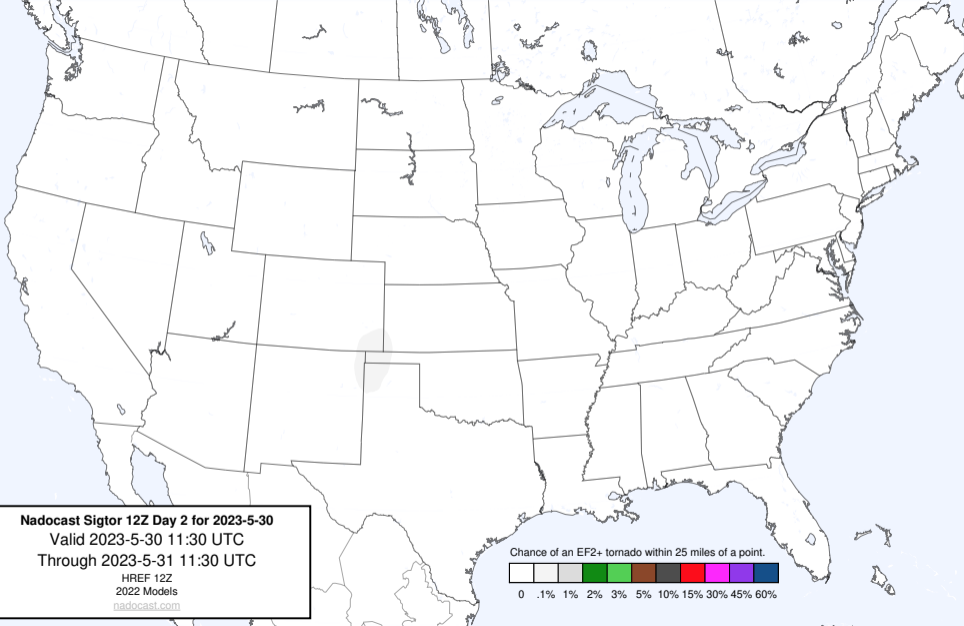 Nadocast Sigtor 12Z Day 2 for 2023-5-30
Valid 2023-5-30 11:30 UTC
Through 2023-5-31 11:30 UTC
HREF 12Z
2022 Models
nadocast.com
Chance of an EF2+ tornado within 25 miles of a point.
0 .1% 1% 2% 3% 5% 10% 15% 30% 45% 60%